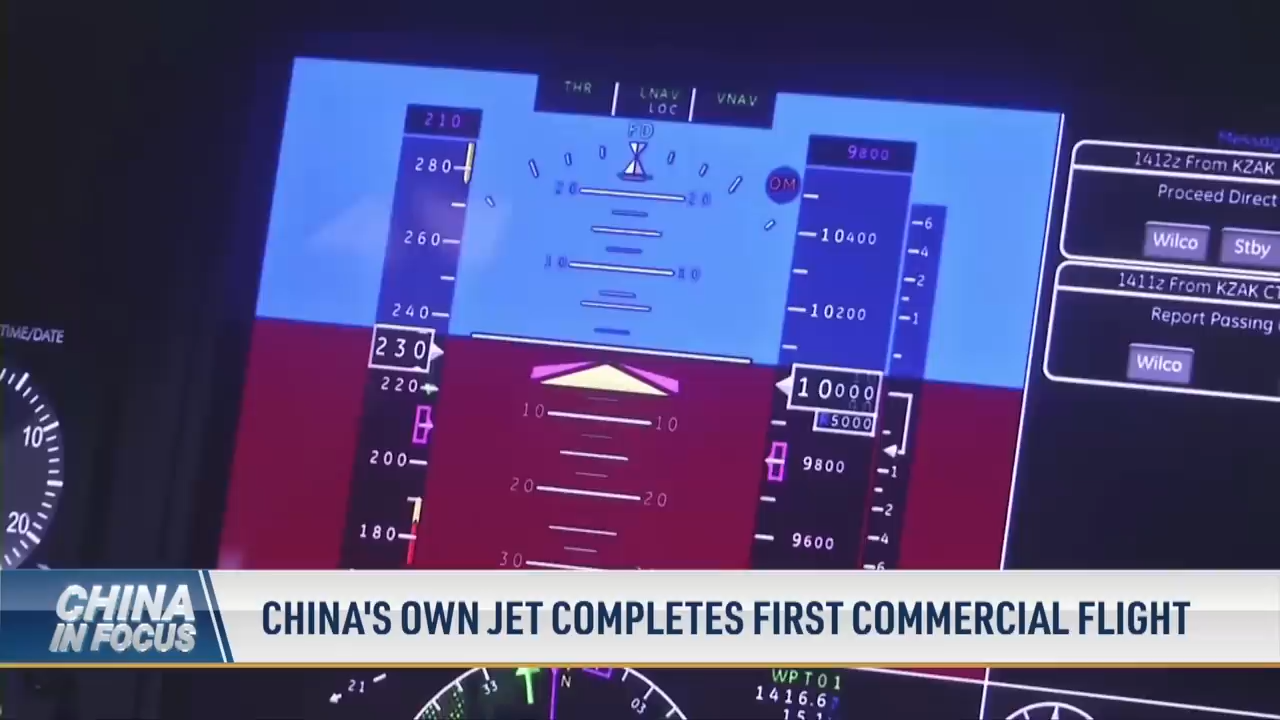 THR
LNAV
VNAV
LOC
FD
210
9800
280
20 20
OM
6
10400
4
260
10 10
2
10200
1
240
230
220
10000
10 10
5000
200
9800
1
20 20
2
180
9600
4
30
6
1412z From KZAK
Proceed Direct
Wilco
Stby
1411z From KZAK
Report Passing
Wilco
TIME/DATE
10
20
CHINA
IN FOCUS
CHINA'S OWN JET COMPLETES FIRST COMMERCIAL FLIGHT
21
33
N
03
WPT01